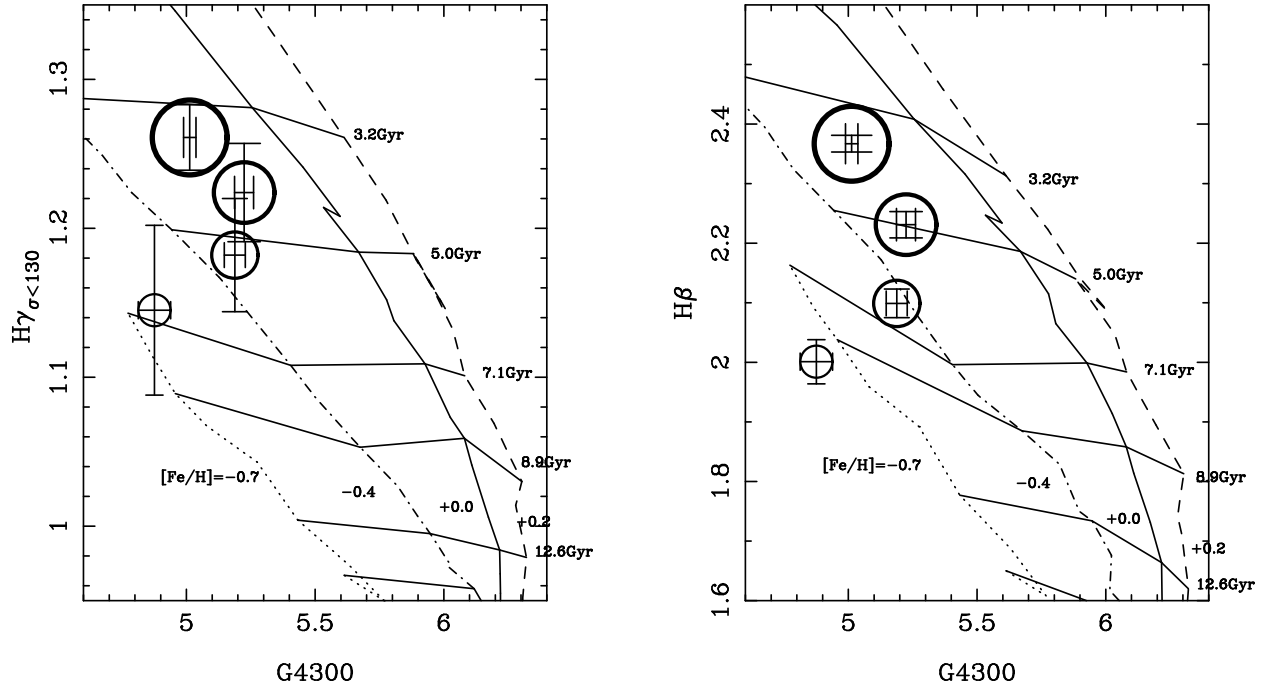 1.3
1.2
1.1
1
Hγ σ<130
3.2Gyr
5.0Gyr
7.1Gyr
8.9Gyr
[Fe/H]=−0.7
−0.4
+0.0
+0.2
12.6Gyr
5 5.5 6
G4300
2.4
2.2
2
1.8
1.6
Hβ
3.2Gyr
5.0Gyr
7.1Gyr
[Fe/H]=−0.7
8.9Gyr
−0.4
+0.0
+0.2
12.6Gyr
5 5.5 6
G4300